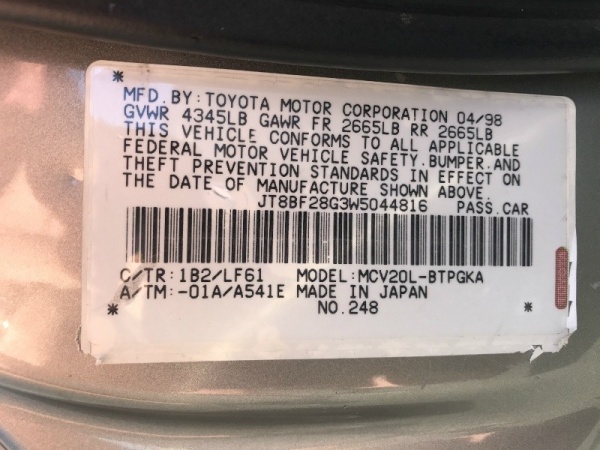 MFD.BY:TOYOTA MOTOR CORPORATION 04/98
GVWR 4345LB GAWR FR 2665LB RR 2665LB
THIS VEHICLE CONFORMS TO ALL APPLICABLE
FEDERAL MOTOR VEHICLE SAFETY.BUMPER.AND
THEFT PREVENTION STANDARDS IN EFFECT ON
THE DATE OF MANUFACTURE SHOWN ABOVE.
JT8BF28G3W5044816 PASS.CAR
C/TR:1B2/LF61 MODEL:MCV20L-BTPGKA
A/TM:-01A/A541E MADE IN JAPAN
NO.248